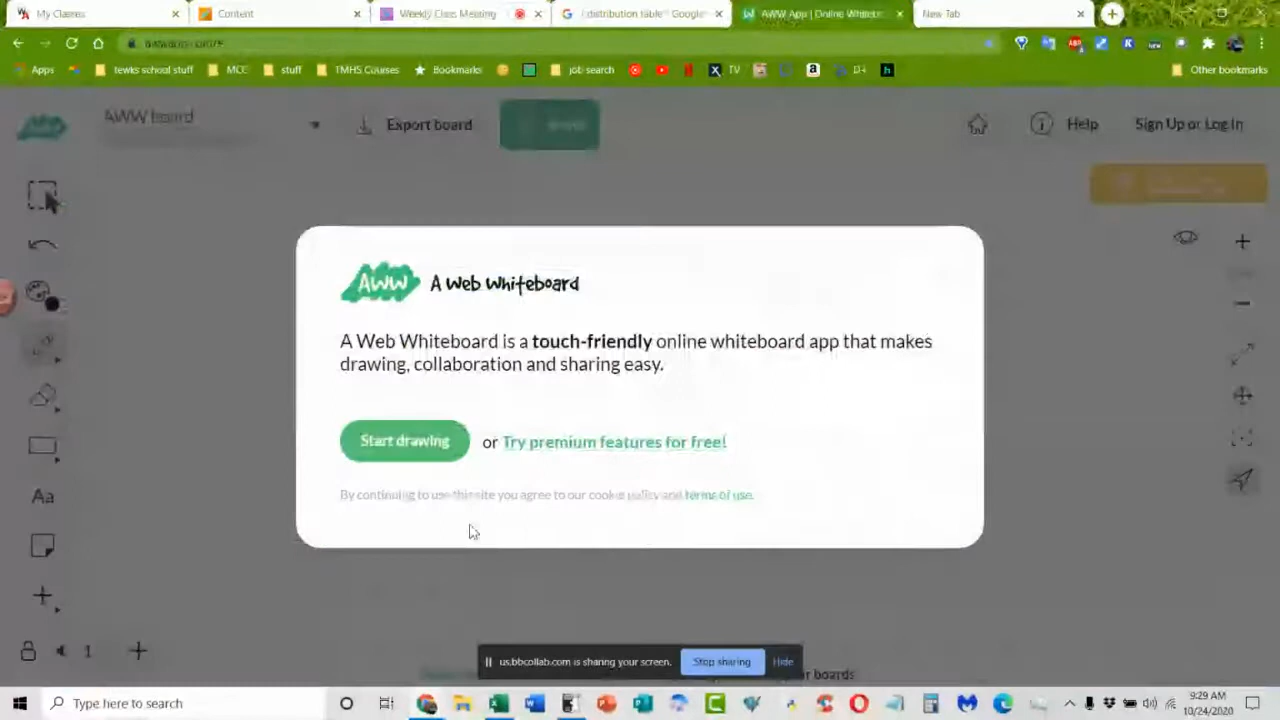 My Classes
Content
Weekly Class Meeting
t distribution table - Google
AWW App | Online Whitebo
New Tab
Apps
tewks school stuff
MCC
stuff
TMHS Courses
Bookmarks
job search
TV
D+
Other bookmarks
AWW board
Export board
Help
Sign Up or Log In
AWW A Web Whiteboard
A Web Whiteboard is a touch-friendly online whiteboard app that makes
drawing, collaboration and sharing easy.
Start drawing or Try premium features for free!
By continuing to use this site you agree to our cookie policy and terms of use.
Aa
1
us.bbcollab.com is sharing your screen.
Stop sharing
Hide
boards
Type here to search
9:29 AM
10/24/2020